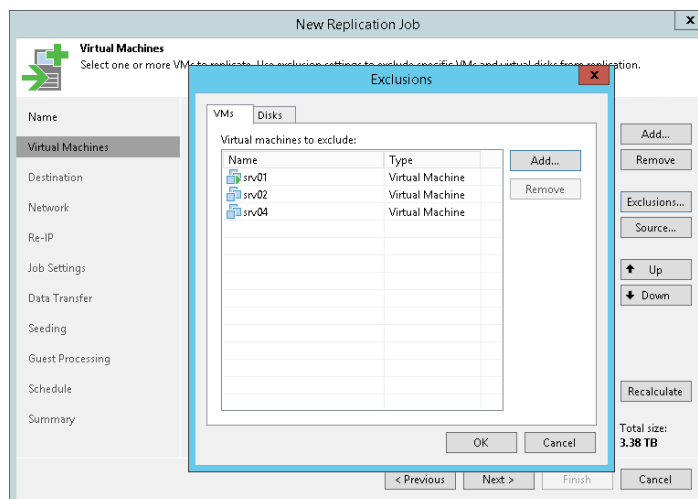 New Replication Job
x
Virtual Machines
Select one or more VMs to replicate. Use exclusion settings to exclude specific VMs and virtual disks from replication.
Exclusions
x
Name
Virtual Machines
Destination
Network
Re-IP
Job Settings
Data Transfer
Seeding
Guest Processing
Schedule
Summary
VMs
Disks
Virtual machines to exclude:
Name Type
srv01 Virtual Machine
srv02 Virtual Machine
srv04 Virtual Machine
Add...
Remove
OK
Cancel
Add...
Remove
Exclusions...
Source...
Up
Down
Recalculate
Total size:
3.38 TB
< Previous
Next >
Finish
Cancel